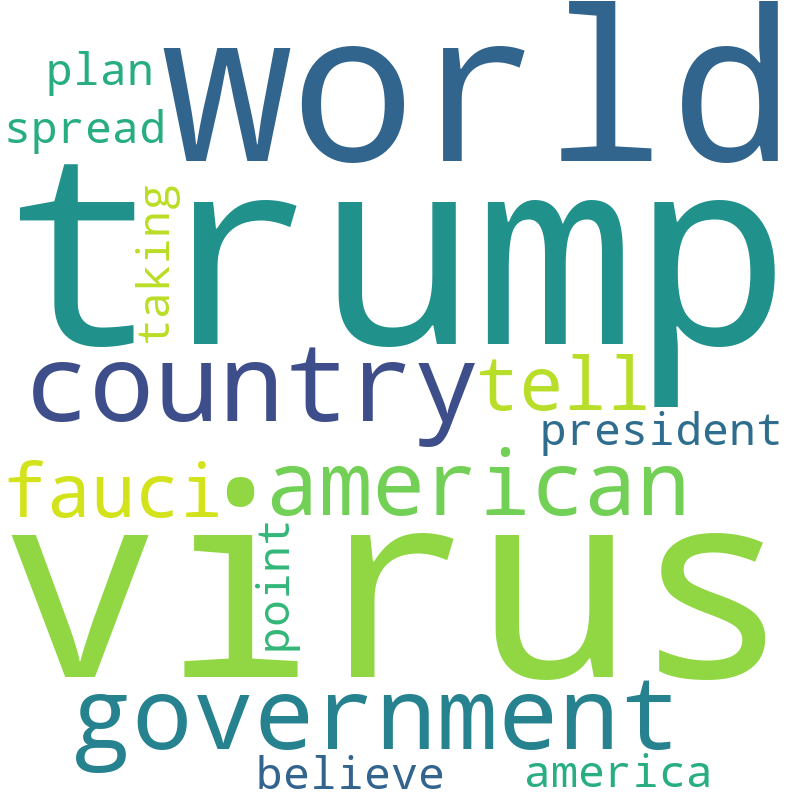 plan
world
spread
trump
taking
country
tell
president
fauci
american
virus
point
government
believe
america